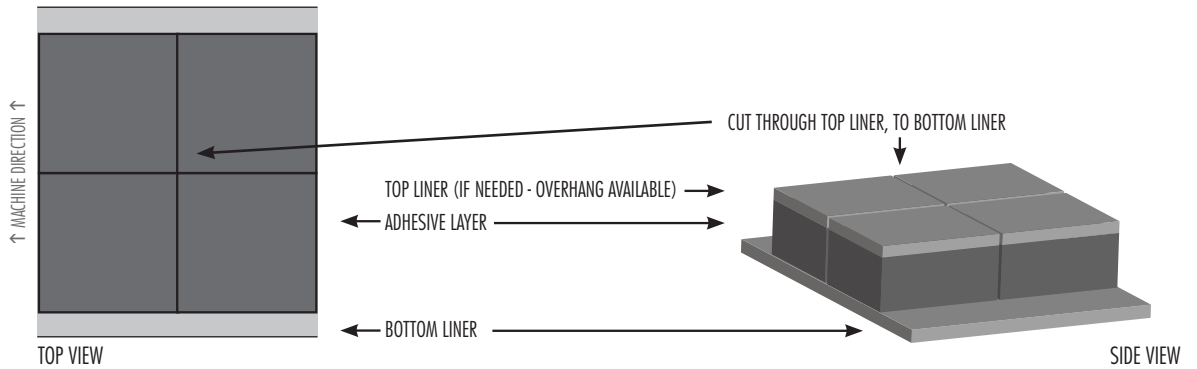 ↑ MACHINE DIRECTION ↑
CUT THROUGH TOP LINER, TO BOTTOM LINER
TOP LINER (IF NEEDED - OVERHANG AVAILABLE)
ADHESIVE LAYER
BOTTOM LINER
TOP VIEW
SIDE VIEW